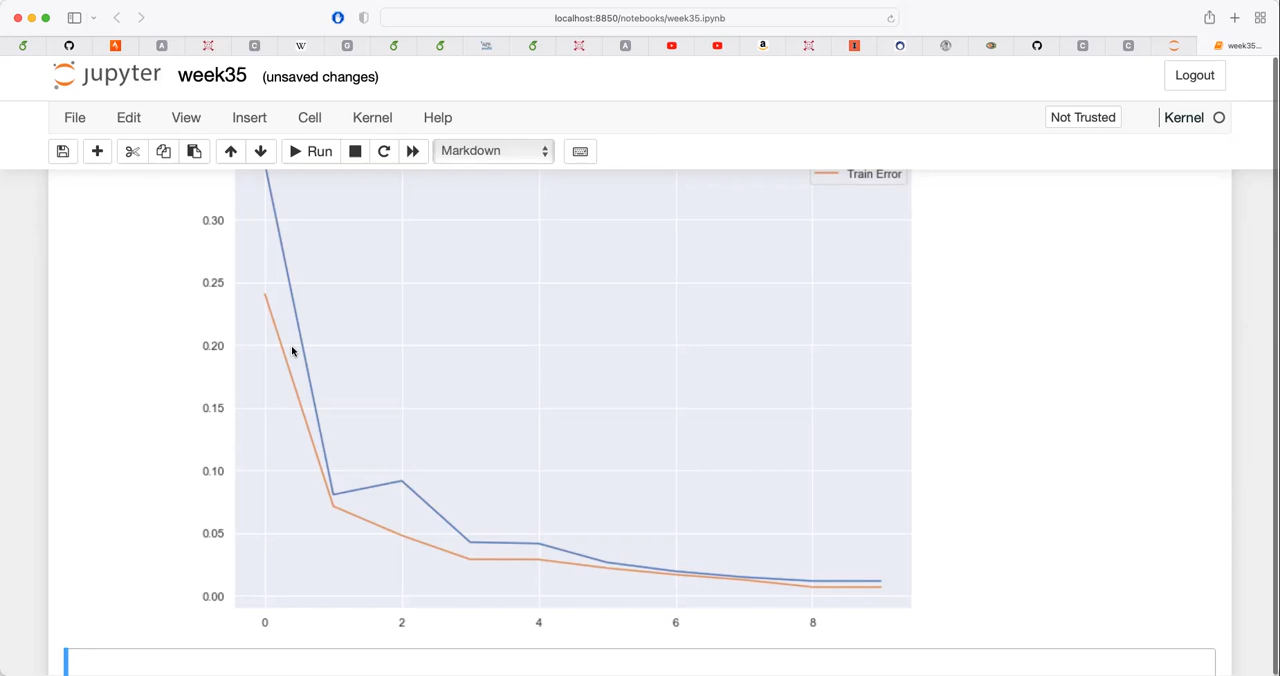 localhost:8850/notebooks/week35.ipynb
week35...
jupyter week35 (unsaved changes)
Logout
File Edit View Insert Cell Kernel Help
Not Trusted Kernel
Run Markdown
Train Error
0.30
0.25
0.20
0.15
0.10
0.05
0.00
0 2 4 6 8